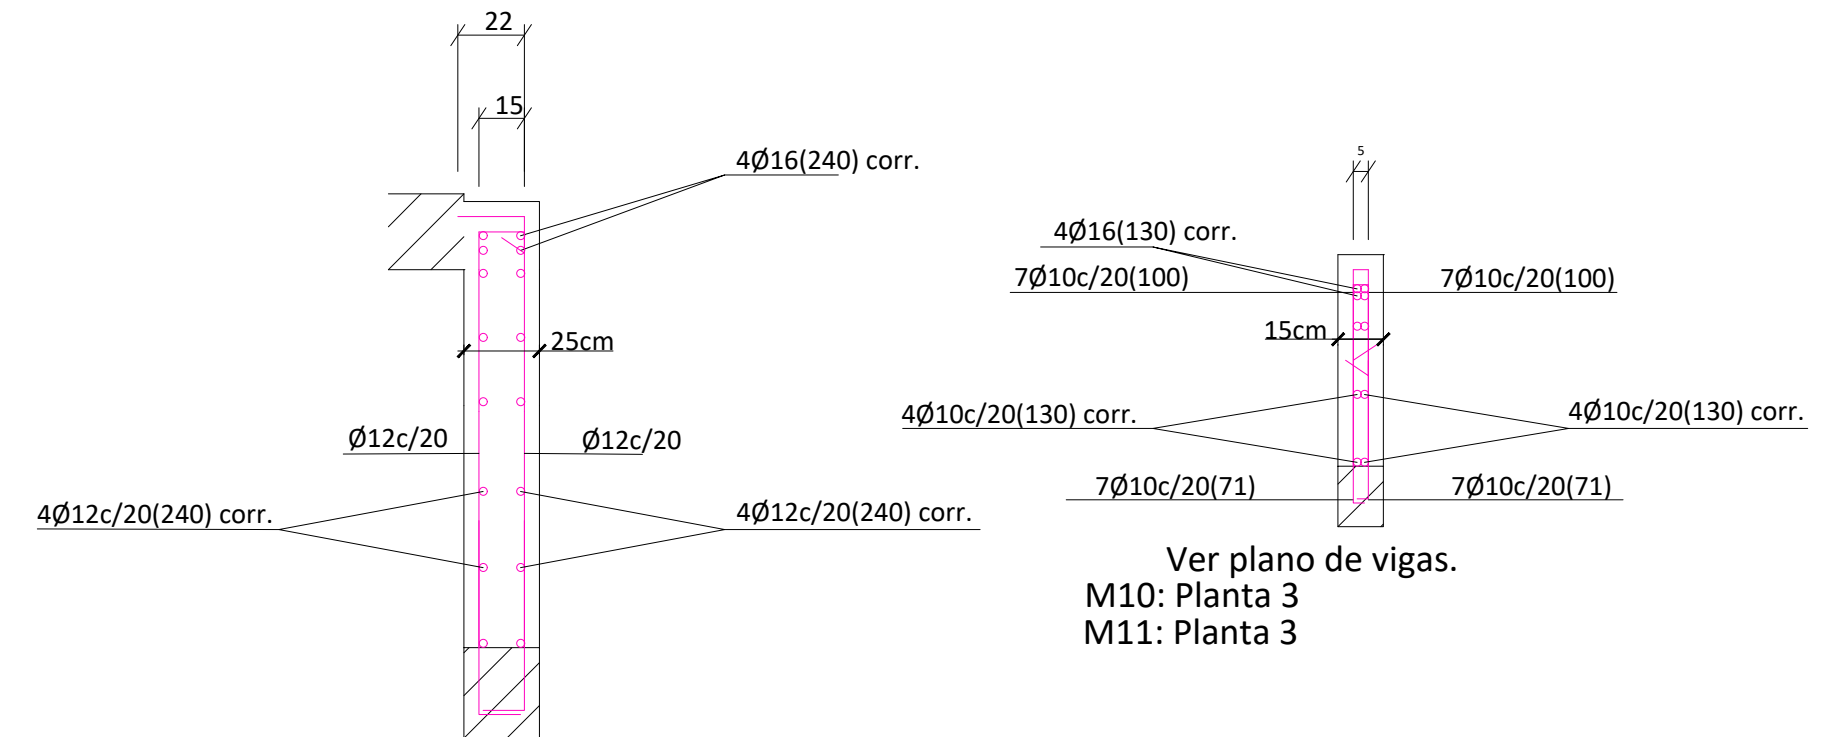 22
15
4Ø16(240) corr.
25cm
Ø12c/20
Ø12c/20
4Ø12c/20(240) corr.
4Ø12c/20(240) corr.
5
4Ø16(130) corr.
7Ø10c/20(100)
7Ø10c/20(100)
15cm
4Ø10c/20(130) corr.
4Ø10c/20(130) corr.
7Ø10c/20(71)
7Ø10c/20(71)
Ver plano de vigas.
M10: Planta 3
M11: Planta 3